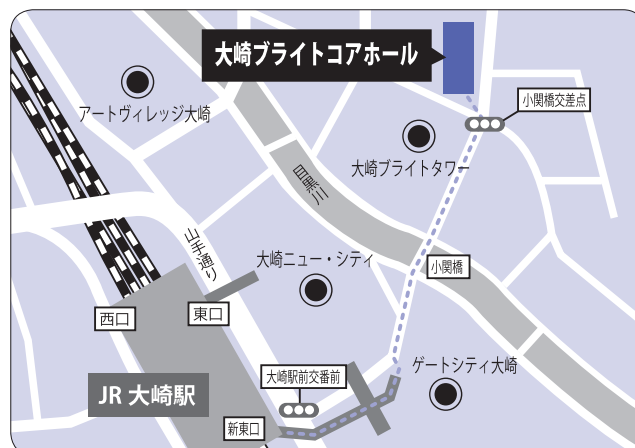 大崎ブライトコアホール
アートヴィレッジ大崎
小関橋交差点
大崎ブライトタワー
目黒川
山手通り
大崎ニュー・シティ
小関橋
西口
東口
大崎駅前交番前
ゲートシティ大崎
JR 大崎駅
新東口